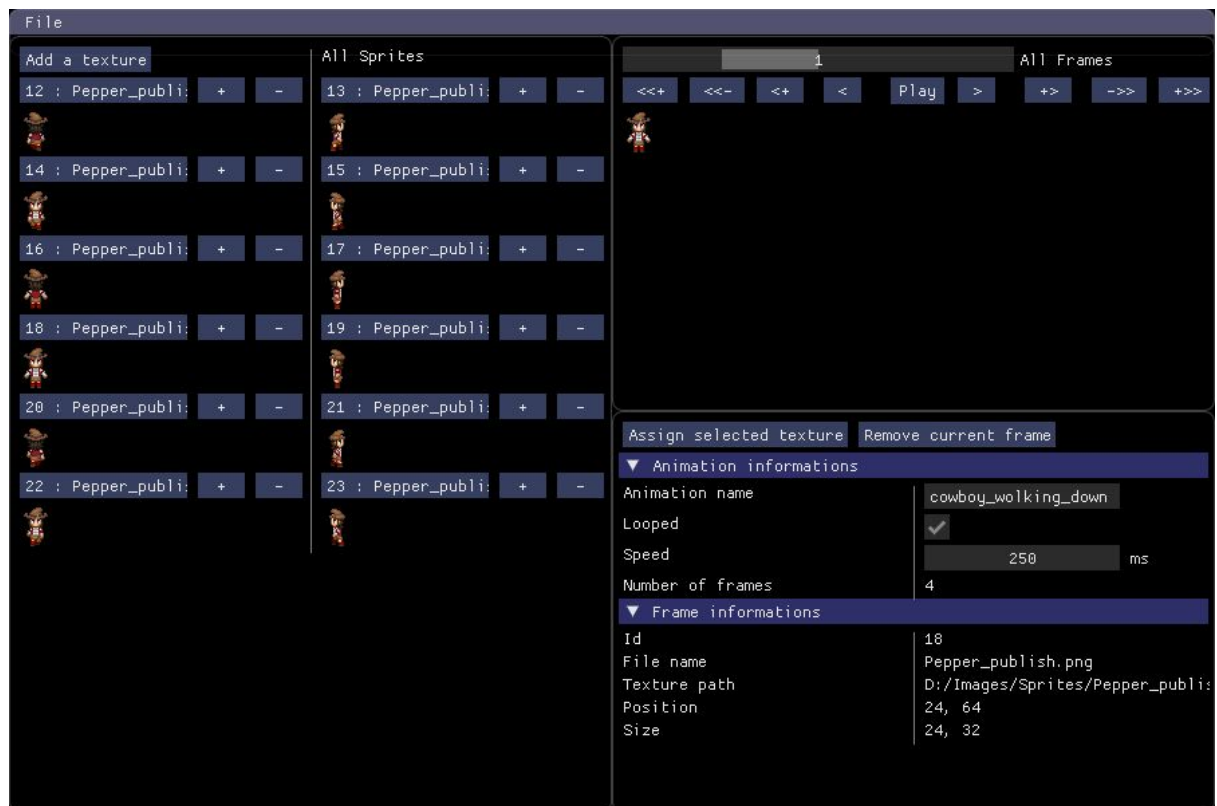 File
Add a texture
All Sprites
12 : Pepper_publi
+
-
13 : Pepper_publi
+
-
14 : Pepper_publi
+
-
15 : Pepper_publi
+
-
16 : Pepper_publi
+
-
17 : Pepper_publi
+
-
18 : Pepper_publi
+
-
19 : Pepper_publi
+
-
20 : Pepper_publi
+
-
21 : Pepper_publi
+
-
22 : Pepper_publi
+
-
23 : Pepper_publi
+
-
1
All Frames
<<+ <<- <+ < Play > +> ->> +>>
Assign selected texture
Remove current frame
▼ Animation informations
Animation name cowboy_wolking_down
Looped ✓
Speed 250 ms
Number of frames 4
▼ Frame informations
Id 18
File name Pepper_publish.png
Texture path D:/Images/Sprites/Pepper_publis
Position 24, 64
Size 24, 32